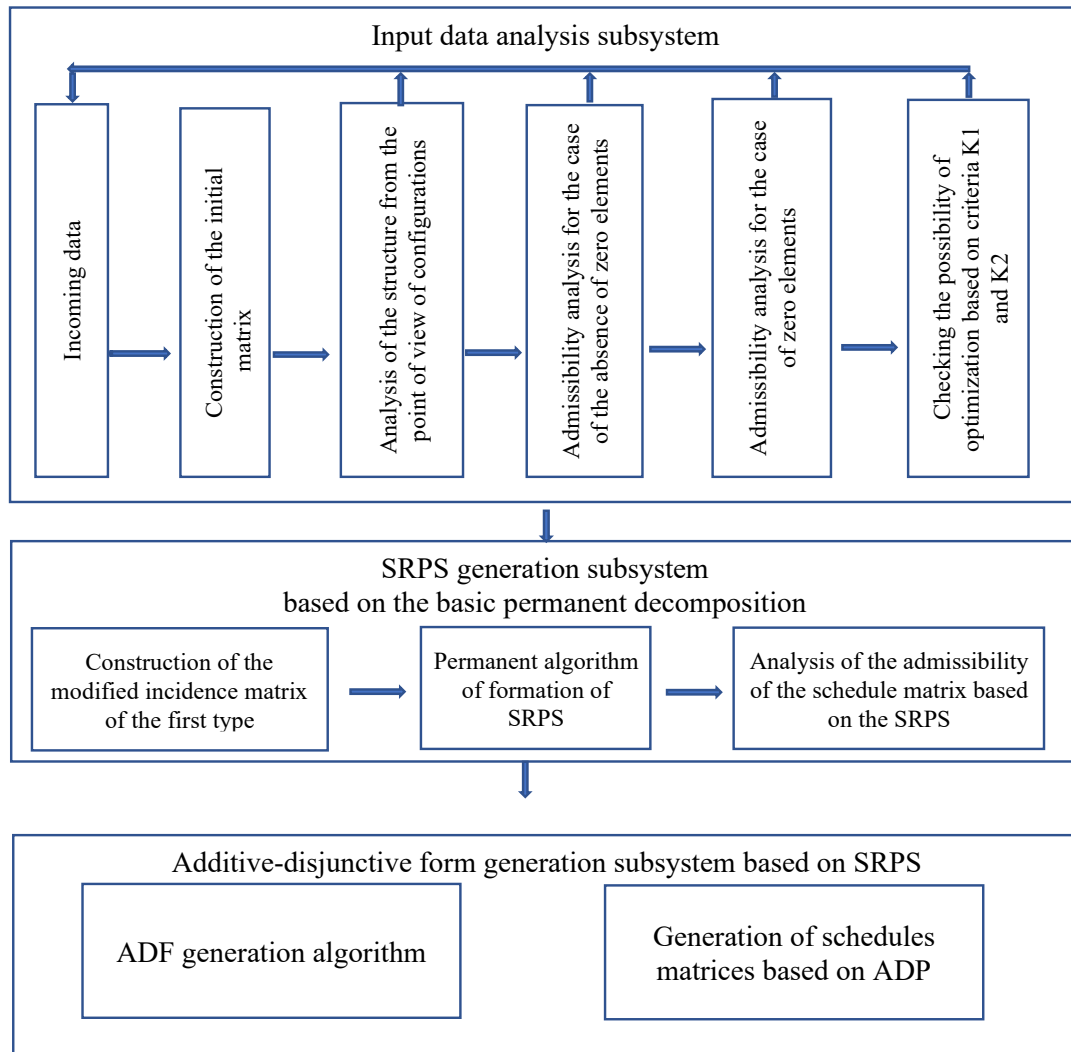 Input data analysis subsystem
Incoming data
Construction of the initial
matrix
Analysis of the structure from the
point of view of configurations
Admissibility analysis for the case
of the absence of zero elements
Admissibility analysis for the case
of zero elements
Checking the possibility of
optimization based on criteria K1
and K2
SRPS generation subsystem
based on the basic permanent decomposition
Construction of the
modified incidence matrix
of the first type
Permanent algorithm
of formation of
SRPS
Analysis of the admissibility
of the schedule matrix based
on the SRPS
Additive-disjunctive form generation subsystem based on SRPS
ADF generation algorithm
Generation of schedules
matrices based on ADP